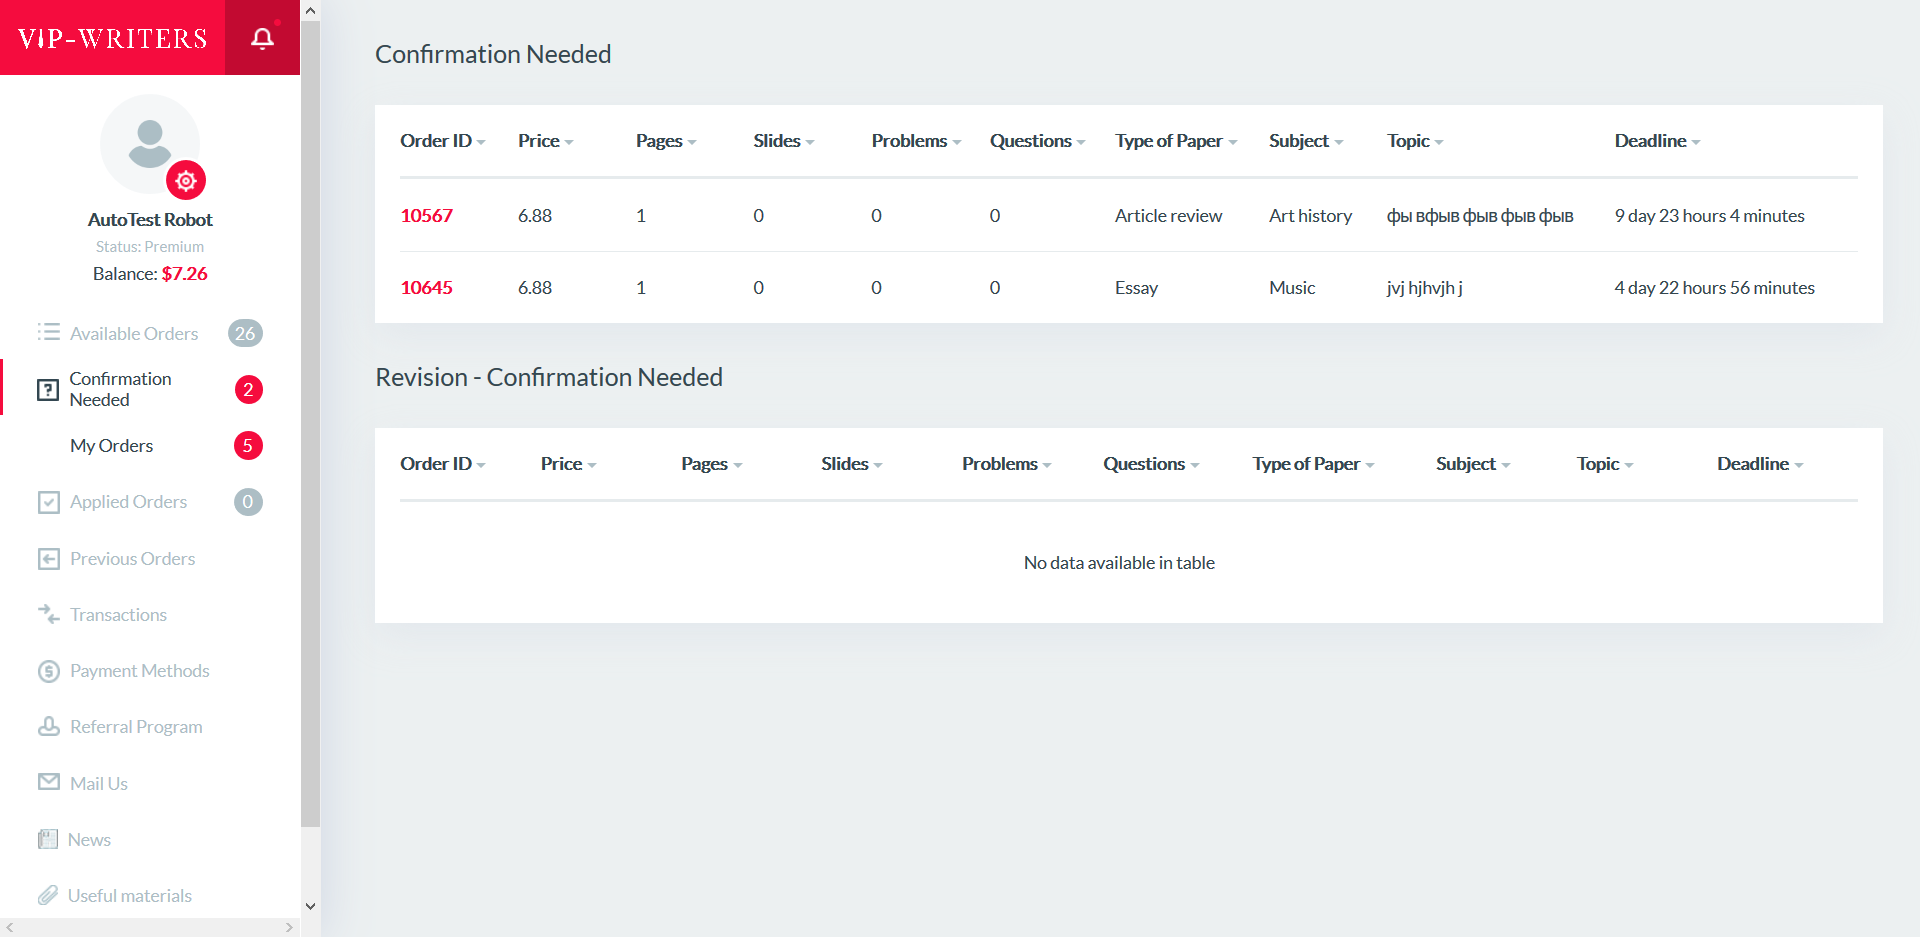 VIP-WRITERS
AutoTest Robot
Status: Premium
Balance: $7.26
Available Orders 26
Confirmation Needed 2
My Orders 5
Applied Orders 0
Previous Orders
Transactions
Payment Methods
Referral Program
Mail Us
News
Useful materials
Confirmation Needed
Order ID Price Pages Slides Problems Questions Type of Paper Subject Topic Deadline
10567 6.88 1 0 0 0 Article review Art history фы вфыв фыв фыв фыв 9 day 23 hours 4 minutes
10645 6.88 1 0 0 0 Essay Music jvj hjhvjh j 4 day 22 hours 56 minutes
Revision - Confirmation Needed
Order ID Price Pages Slides Problems Questions Type of Paper Subject Topic Deadline
No data available in table